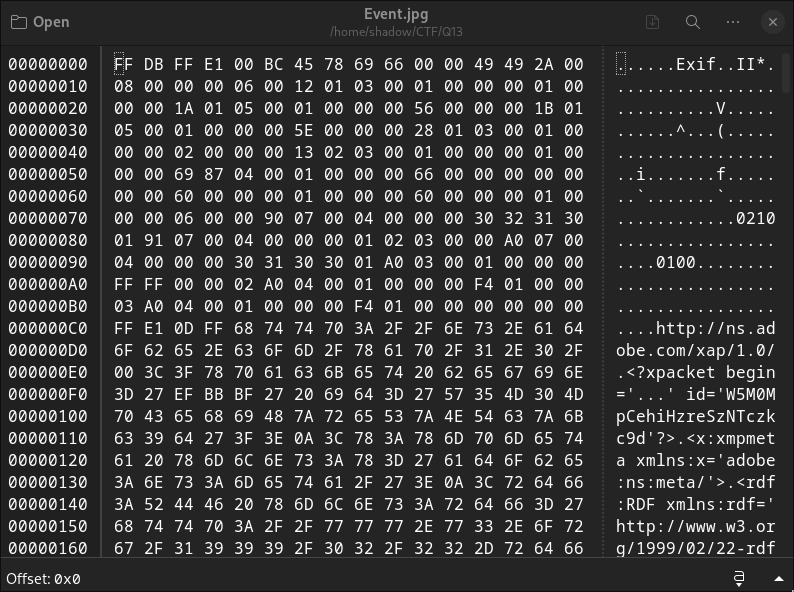 Open
Event.jpg
/home/shadow/CTF/Q13
00000000 FF DB FF E1 00 BC 45 78 69 66 00 00 49 49 2A 00 ......Exif..II*.
00000010 08 00 00 00 06 00 12 01 03 00 01 00 00 00 01 00 ................
00000020 00 00 1A 01 05 00 01 00 00 00 56 00 00 00 1B 01 ..........V.....
00000030 05 00 01 00 00 00 5E 00 00 00 28 01 03 00 01 00 ......^...(.....
00000040 00 00 02 00 00 00 13 02 03 00 01 00 00 00 01 00 ................
00000050 00 00 69 87 04 00 01 00 00 00 66 00 00 00 00 00 ..i.......f.....
00000060 00 00 60 00 00 00 01 00 00 00 60 00 00 00 01 00 ..`.......`.....
00000070 00 00 06 00 00 90 07 00 04 00 00 00 30 32 31 30 ............0210
00000080 01 91 07 00 04 00 00 00 01 02 03 00 00 A0 07 00 ................
00000090 04 00 00 00 30 31 30 30 01 A0 03 00 01 00 00 00 ....0100........
000000A0 FF FF 00 00 02 A0 04 00 01 00 00 00 F4 01 00 00 ................
000000B0 03 A0 04 00 01 00 00 00 F4 01 00 00 00 00 00 00 ................
000000C0 FF E1 0D FF 68 74 74 70 3A 2F 2F 6E 73 2E 61 64 ....http://ns.ad
000000D0 6F 62 65 2E 63 6F 6D 2F 78 61 70 2F 31 2E 30 2F obe.com/xap/1.0/
000000E0 00 3C 3F 78 70 61 63 6B 65 74 20 62 65 67 69 6E .<?xpacket begin
000000F0 3D 27 EF BB BF 27 20 69 64 3D 27 57 35 4D 30 4D ='...' id='W5M0M
00000100 70 43 65 68 69 48 7A 72 65 53 7A 4E 54 63 7A 6B pCehiHzreSzNTczk
00000110 63 39 64 27 3F 3E 0A 3C 78 3A 78 6D 70 6D 65 74 c9d'?>.<x:xmpmet
00000120 61 20 78 6D 6C 6E 73 3A 78 3D 27 61 64 6F 62 65 a xmlns:x='adobe
00000130 3A 6E 73 3A 6D 65 74 61 2F 27 3E 0A 3C 72 64 66 :ns:meta/'>.<rdf
00000140 3A 52 44 46 20 78 6D 6C 6E 73 3A 72 64 66 3D 27 :RDF xmlns:rdf='
00000150 68 74 74 70 3A 2F 2F 77 77 77 2E 77 33 2E 6F 72 http://www.w3.or
00000160 67 2F 31 39 39 39 2F 30 32 2F 32 32 2D 72 64 66 g/1999/02/22-rdf
Offset: 0x0
a